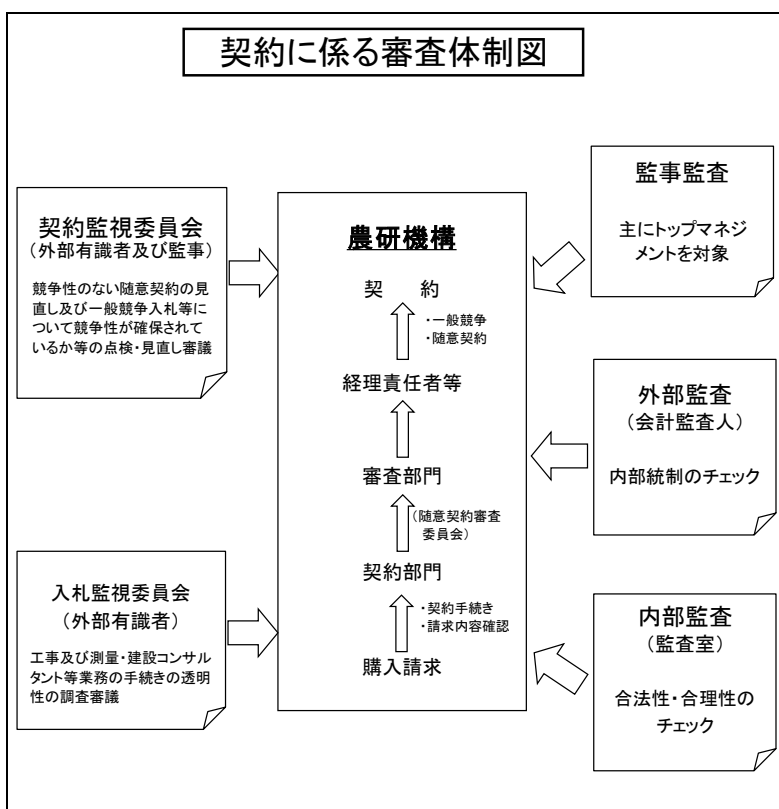 契約に係る審査体制図
契約監視委員会
(外部有識者及び監事)
競争性のない随意契約の見
直し及び一般競争入札等に
ついて競争性が確保されて
いるか等の点検・見直し審議
入札監視委員会
(外部有識者)
工事及び測量・建設コンサル
タント等業務の手続きの透明
性の調査審議
農研機構
契 約
・一般競争
・随意契約
経理責任者等
審査部門
(随意契約審査
委員会)
契約部門
・契約手続き
・請求内容確認
購入請求
監事監査
主にトップマネジ
メントを対象
外部監査
(会計監査人)
内部統制のチェック
内部監査
(監査室)
合法性・合理性の
チェック